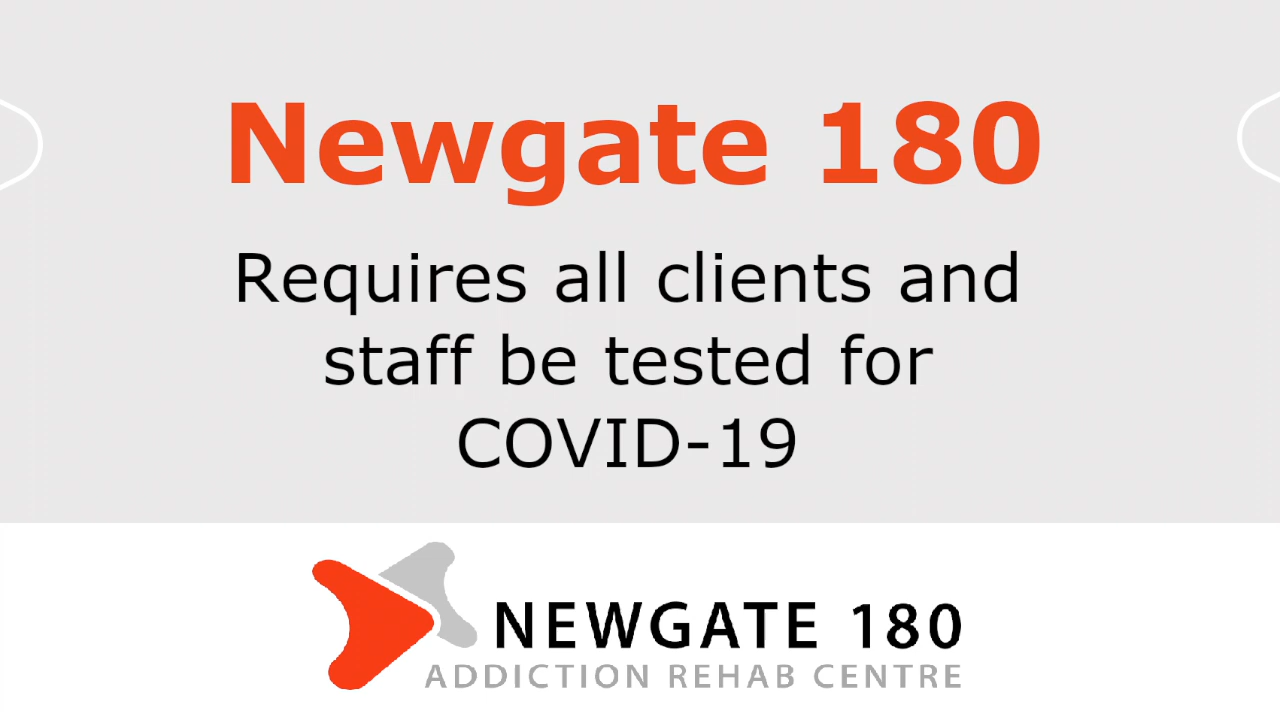 Newgate 180
Requires all clients and
staff be tested for
COVID-19
NEWGATE 180
ADDICTION REHAB CENTRE